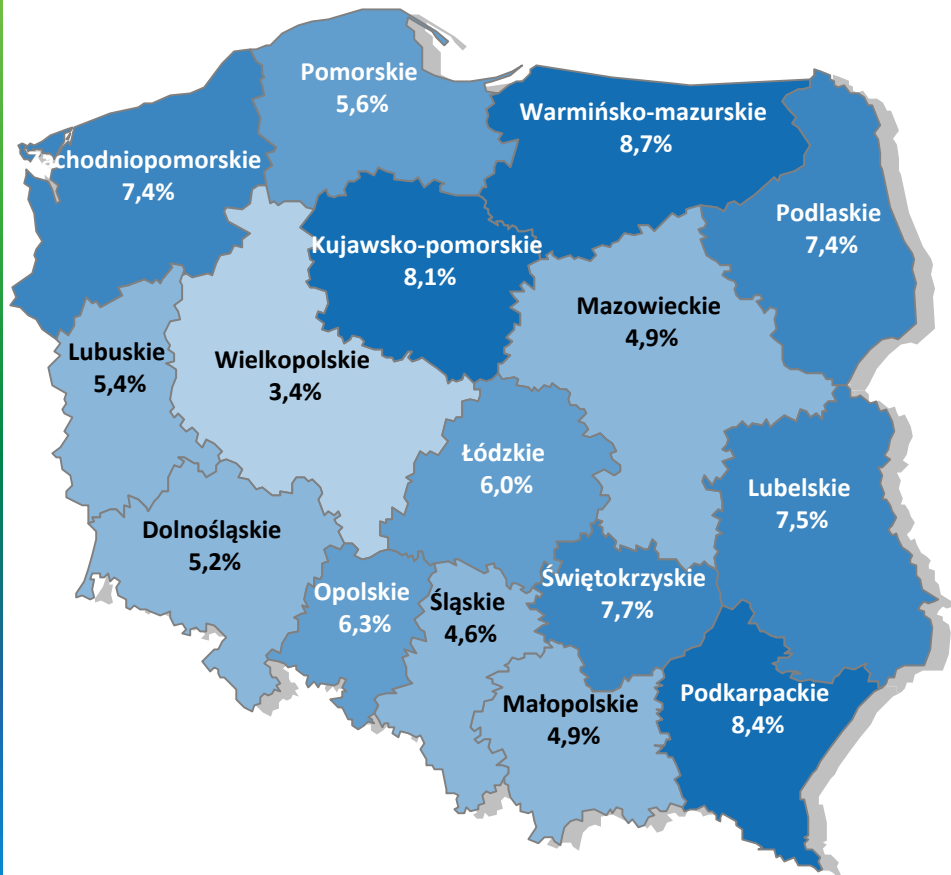 Pomorskie
5,6%
Warmińsko-mazurskie
8,7%
Zachodniopomorskie
7,4%
Podlaskie
7,4%
Kujawsko-pomorskie
8,1%
Mazowieckie
4,9%
Lubuskie
5,4%
Wielkopolskie
3,4%
Łódzkie
6,0%
Lubelskie
7,5%
Dolnośląskie
5,2%
Świętokrzyskie
7,7%
Opolskie
6,3%
Śląskie
4,6%
Małopolskie
4,9%
Podkarpackie
8,4%